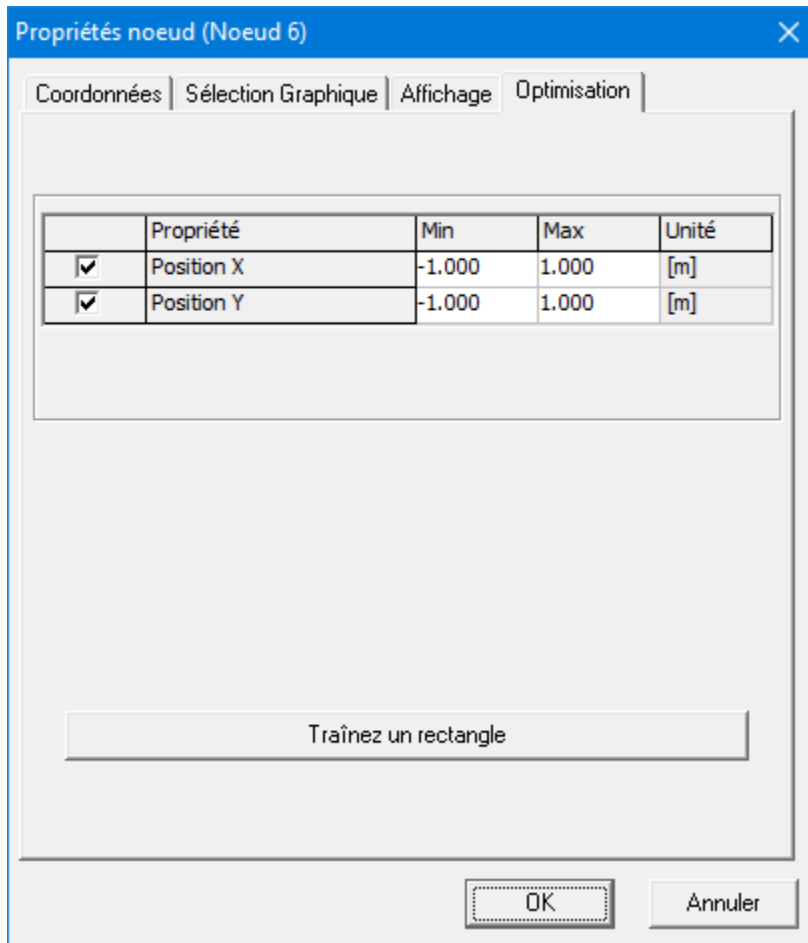 Propriétés noeud (Noeud 6)
Coordonnées Sélection Graphique Affichage Optimisation
Propriété Min Max Unité
Position X -1.000 1.000 [m]
Position Y -1.000 1.000 [m]
Traînez un rectangle
OK Annuler